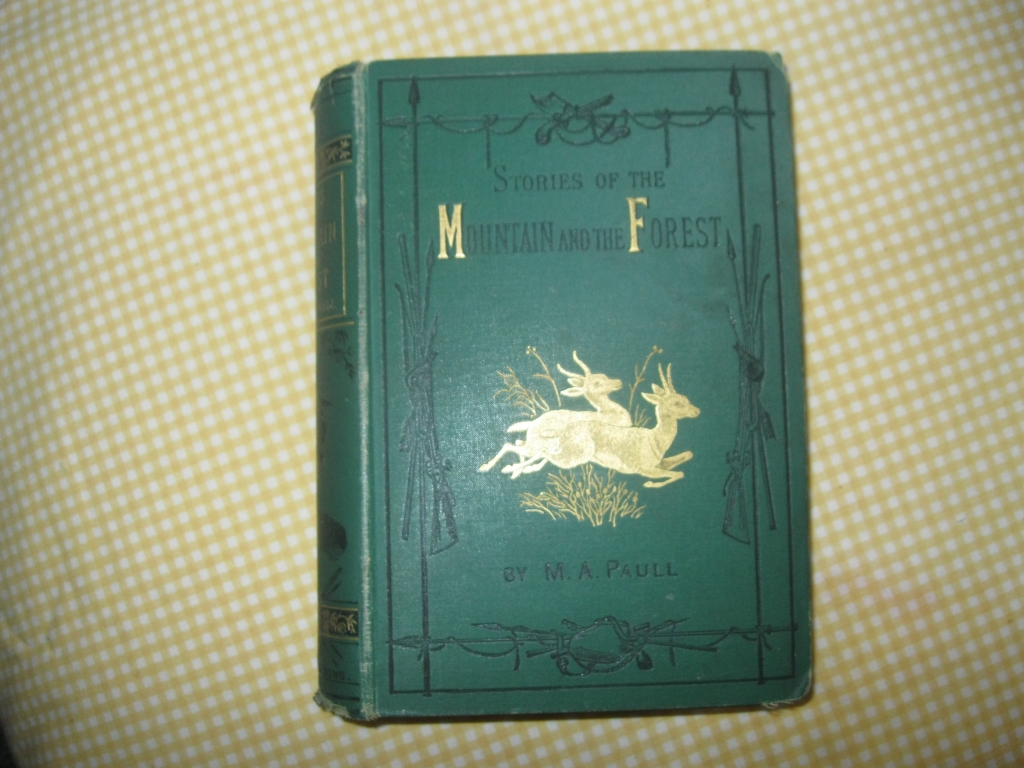 STORIES OF THE
MOUNTAIN AND THE FOREST
BY M. A. PAULL